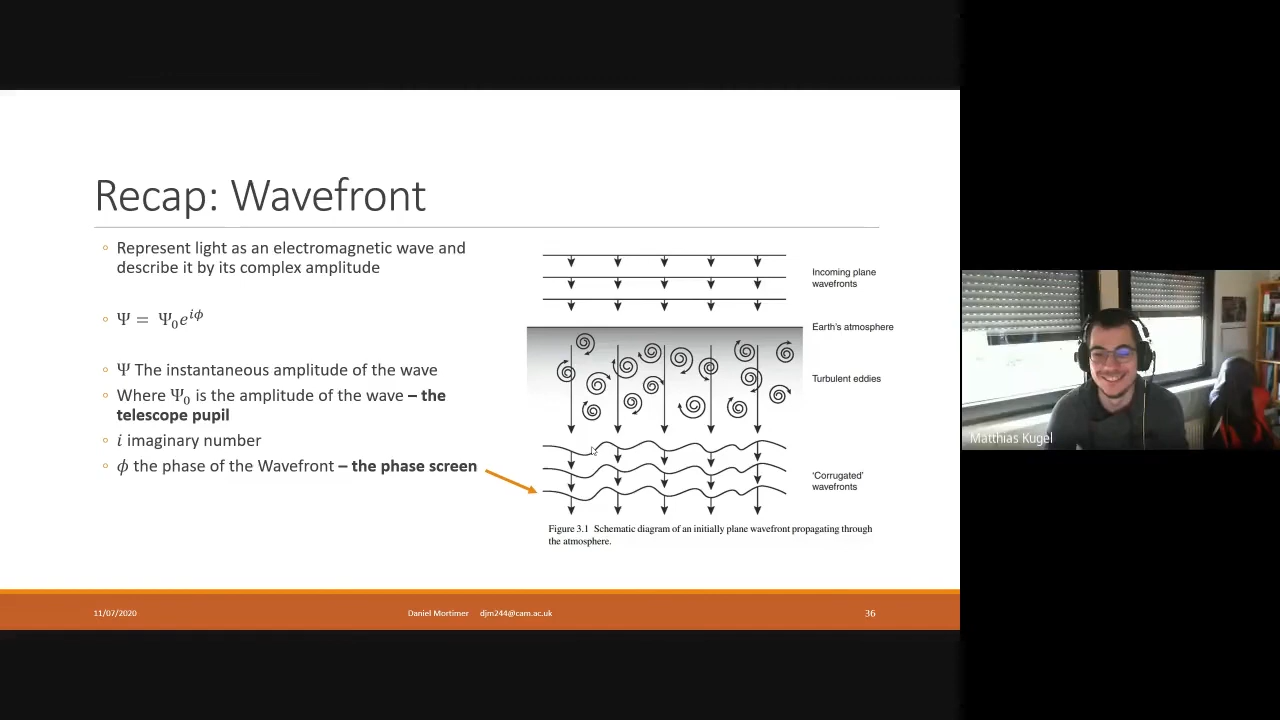 Recap: Wavefront
Represent light as an electromagnetic wave and
describe it by its complex amplitude
Ψ = Ψ₀e^{iϕ}
Ψ The instantaneous amplitude of the wave
Where Ψ₀ is the amplitude of the wave – the
telescope pupil
i imaginary number
ϕ the phase of the Wavefront – the phase screen
Incoming plane
wavefronts
Earth's atmosphere
Turbulent eddies
'Corrugated'
wavefronts
Figure 3.1 Schematic diagram of an initially plane wavefront propagating through
the atmosphere.
11/07/2020
Daniel Mortimer djm244@cam.ac.uk
36
Matthias Kugel